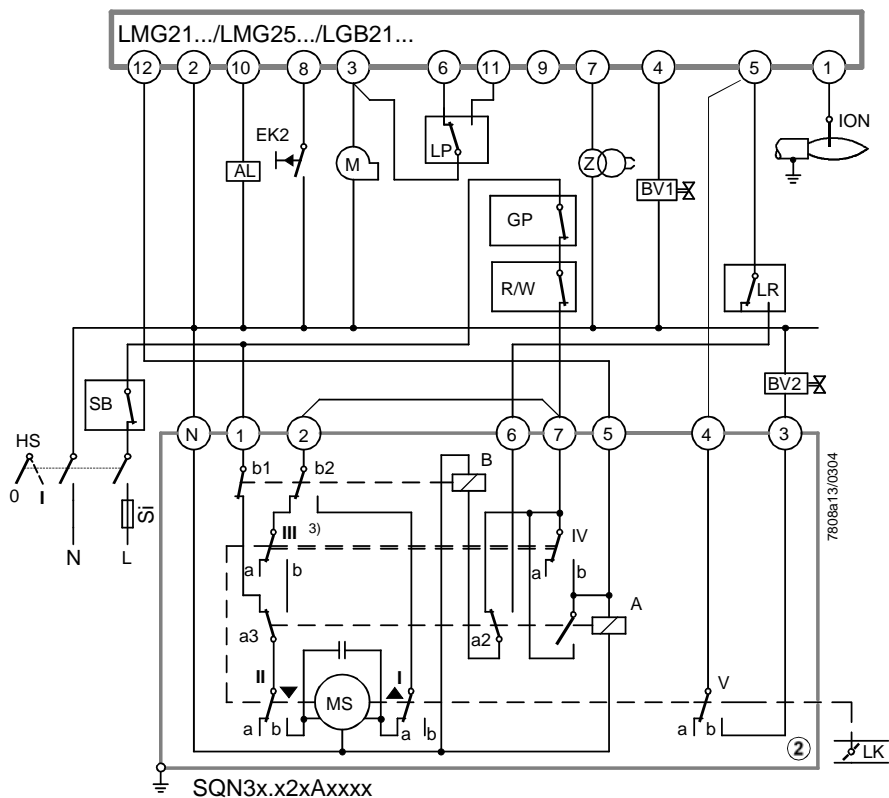 LMG21.../LMG25.../LGB21...
12 2 10 8 3 6 11 9 7 4 5 1
EK2
ION
AL
M
LP
Z
BV1
GP
R/W
LR
SB
BV2
HS
0 I
Si
N L
N 1 2 6 7 5 4 3
b1 b2 B
III 3)
IV
a b a b
A
a3 a2
II I
MS
V
a b a b a b
2
LK
7808a13/0304
SQN3x.x2xAxxxx